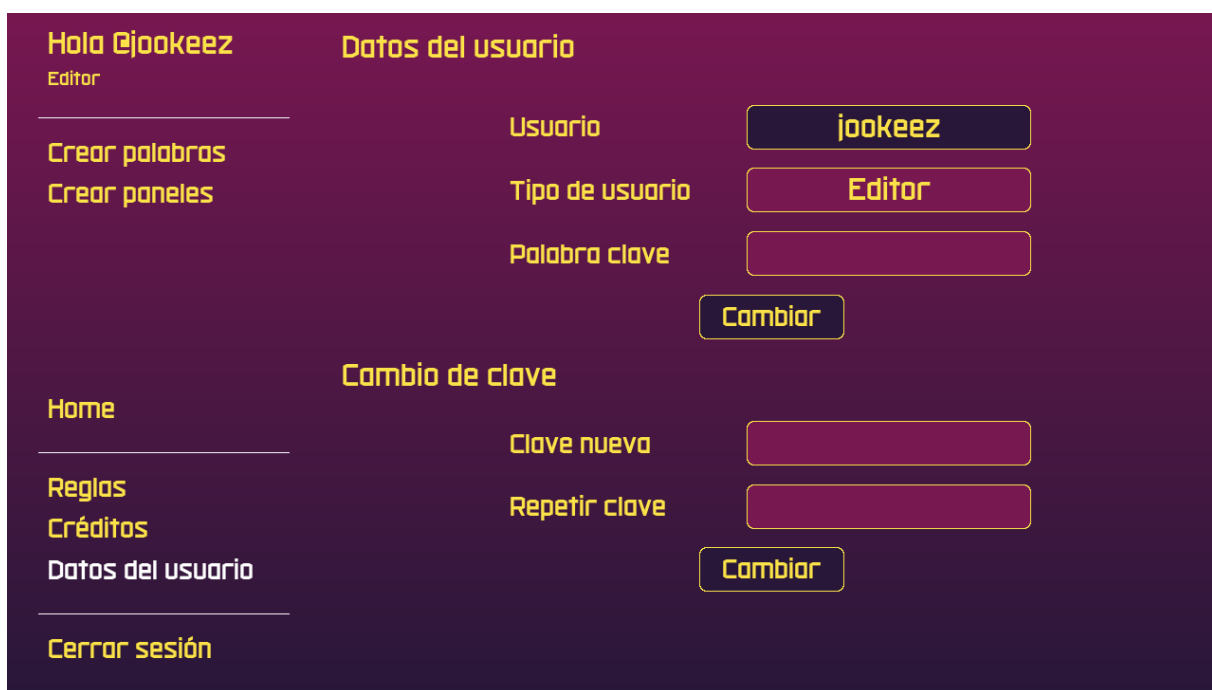 Hola @jookeez
Editor
Crear palabras
Crear paneles
Home
Reglas
Créditos
Datos del usuario
Cerrar sesión
Datos del usuario
Usuario jookeez
Tipo de usuario Editor
Palabra clave
Cambiar
Cambio de clave
Clave nueva
Repetir clave
Cambiar